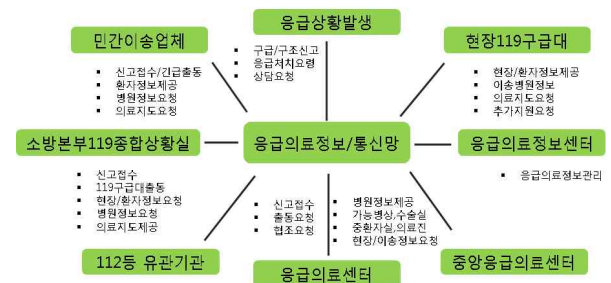 응급상황발생
민간이송업체
현장119구급대
▪ 구급/구조신고
▪ 응급처치요령
▪ 상담요청
▪ 신고접수/긴급출동
▪ 환자정보제공
▪ 병원정보요청
▪ 의료지도요청
▪ 현장/환자정보제공
▪ 이송병원정보
▪ 의료지도요청
▪ 추가지원요청
소방본부119종합상황실
응급의료정보/통신망
응급의료정보센터
▪ 신고접수
▪ 119구급대출동
▪ 현장/환자정보요청
▪ 병원정보요청
▪ 의료지도제공
▪ 응급의료정보관리
▪ 신고접수
▪ 출동요청
▪ 협조요청
▪ 병원정보제공
▪ 가능병상,수술실
▪ 중환자실,의료진
▪ 현장/이송정보요청
112등 유관기관
응급의료센터
중앙응급의료센터